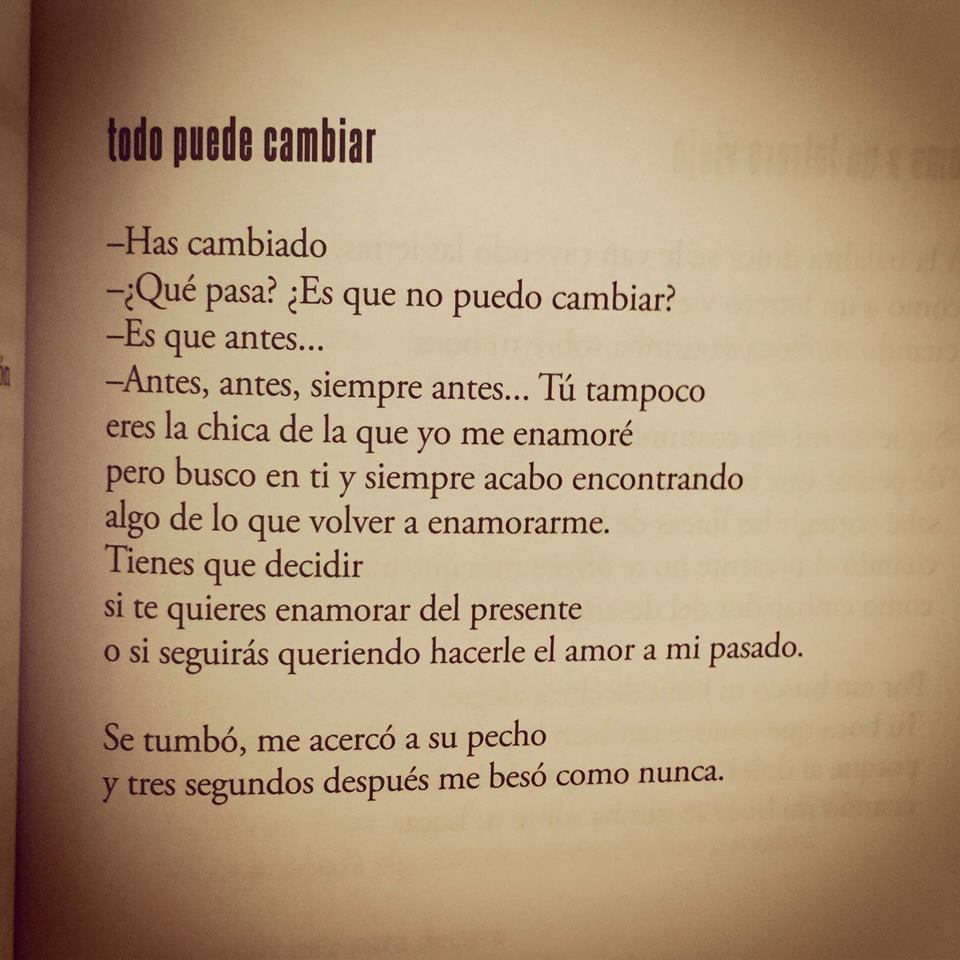 todo puede cambiar
–Has cambiado
–¿Qué pasa? ¿Es que no puedo cambiar?
–Es que antes...
–Antes, antes, siempre antes... Tú tampoco
eres la chica de la que yo me enamoré
pero busco en ti y siempre acabo encontrando
algo de lo que volver a enamorarme.
Tienes que decidir
si te quieres enamorar del presente
o si seguirás queriendo hacerle el amor a mi pasado.
Se tumbó, me acercó a su pecho
y tres segundos después me besó como nunca.